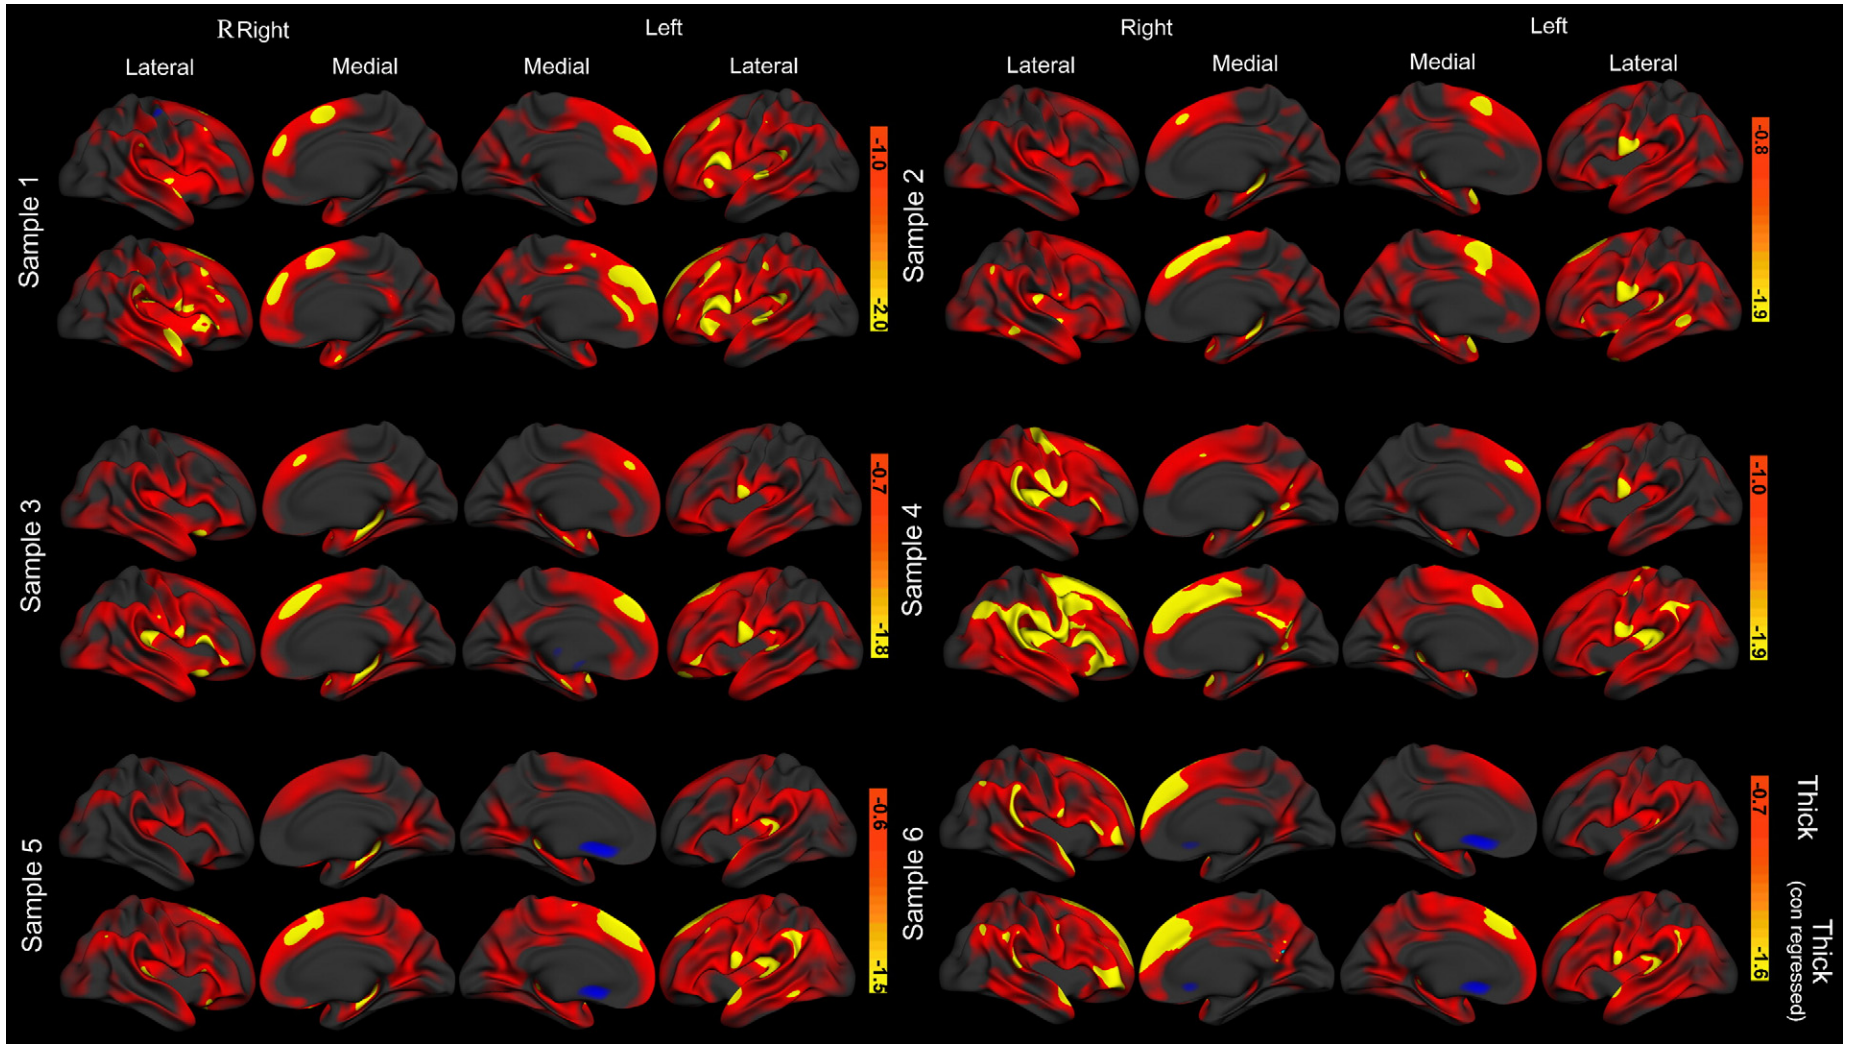 R Right Left Right Left
Lateral Medial Medial Lateral Lateral Medial Medial Lateral
Sample 1
-1.0
-2.0
Sample 2
-0.8
-1.9
Sample 3
-0.7
-1.8
Sample 4
-1.0
-1.9
Sample 5
-0.6
-1.5
Sample 6
-0.7
-1.6
Thick
Thick
(con regressed)